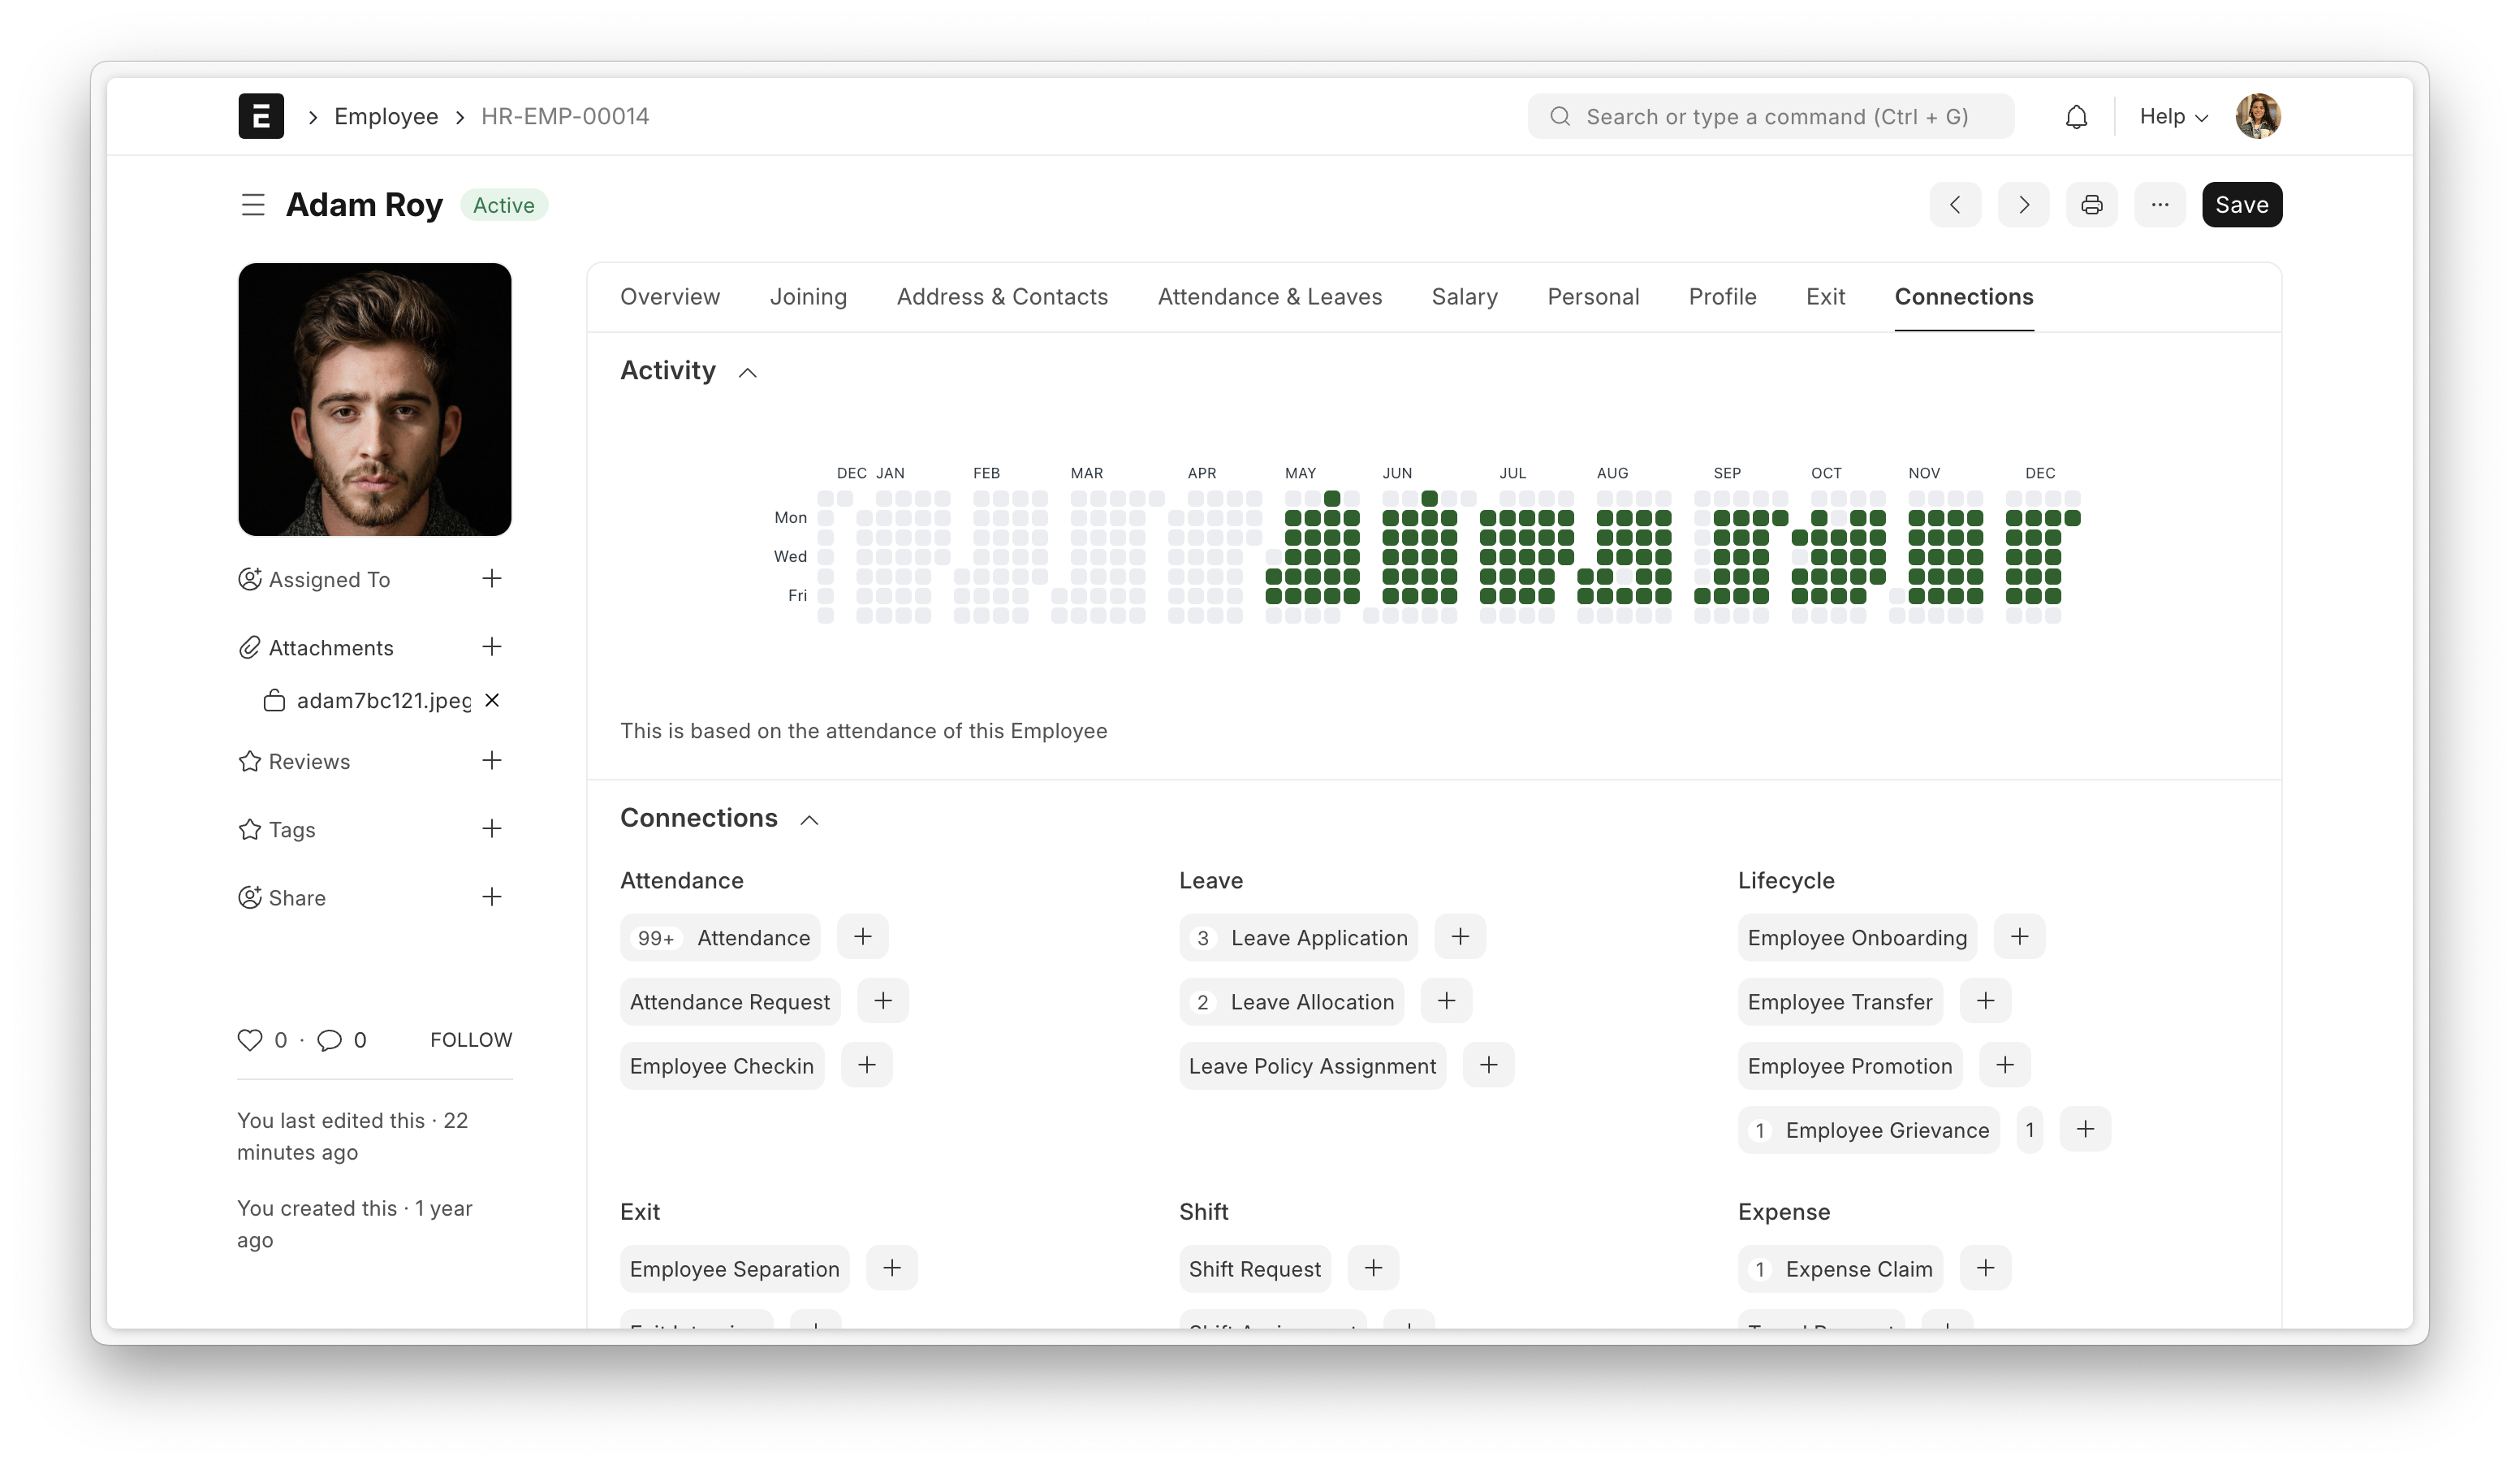 Employee
HR-EMP-00014
Search or type a command (Ctrl + G)
Help
Adam Roy
Active
Save
Assigned To
Attachments
adam7bc121.jpeg
Reviews
Tags
Share
0 · 0
FOLLOW
You last edited this · 22
minutes ago
You created this · 1 year
ago
Overview
Joining
Address & Contacts
Attendance & Leaves
Salary
Personal
Profile
Exit
Connections
Activity
DEC JAN FEB MAR APR MAY JUN JUL AUG SEP OCT NOV DEC
Mon
Wed
Fri
This is based on the attendance of this Employee
Connections
Attendance
99+ Attendance
Attendance Request
Employee Checkin
Leave
3 Leave Application
2 Leave Allocation
Leave Policy Assignment
Lifecycle
Employee Onboarding
Employee Transfer
Employee Promotion
1 Employee Grievance 1
Exit
Employee Separation
Shift
Shift Request
Expense
1 Expense Claim